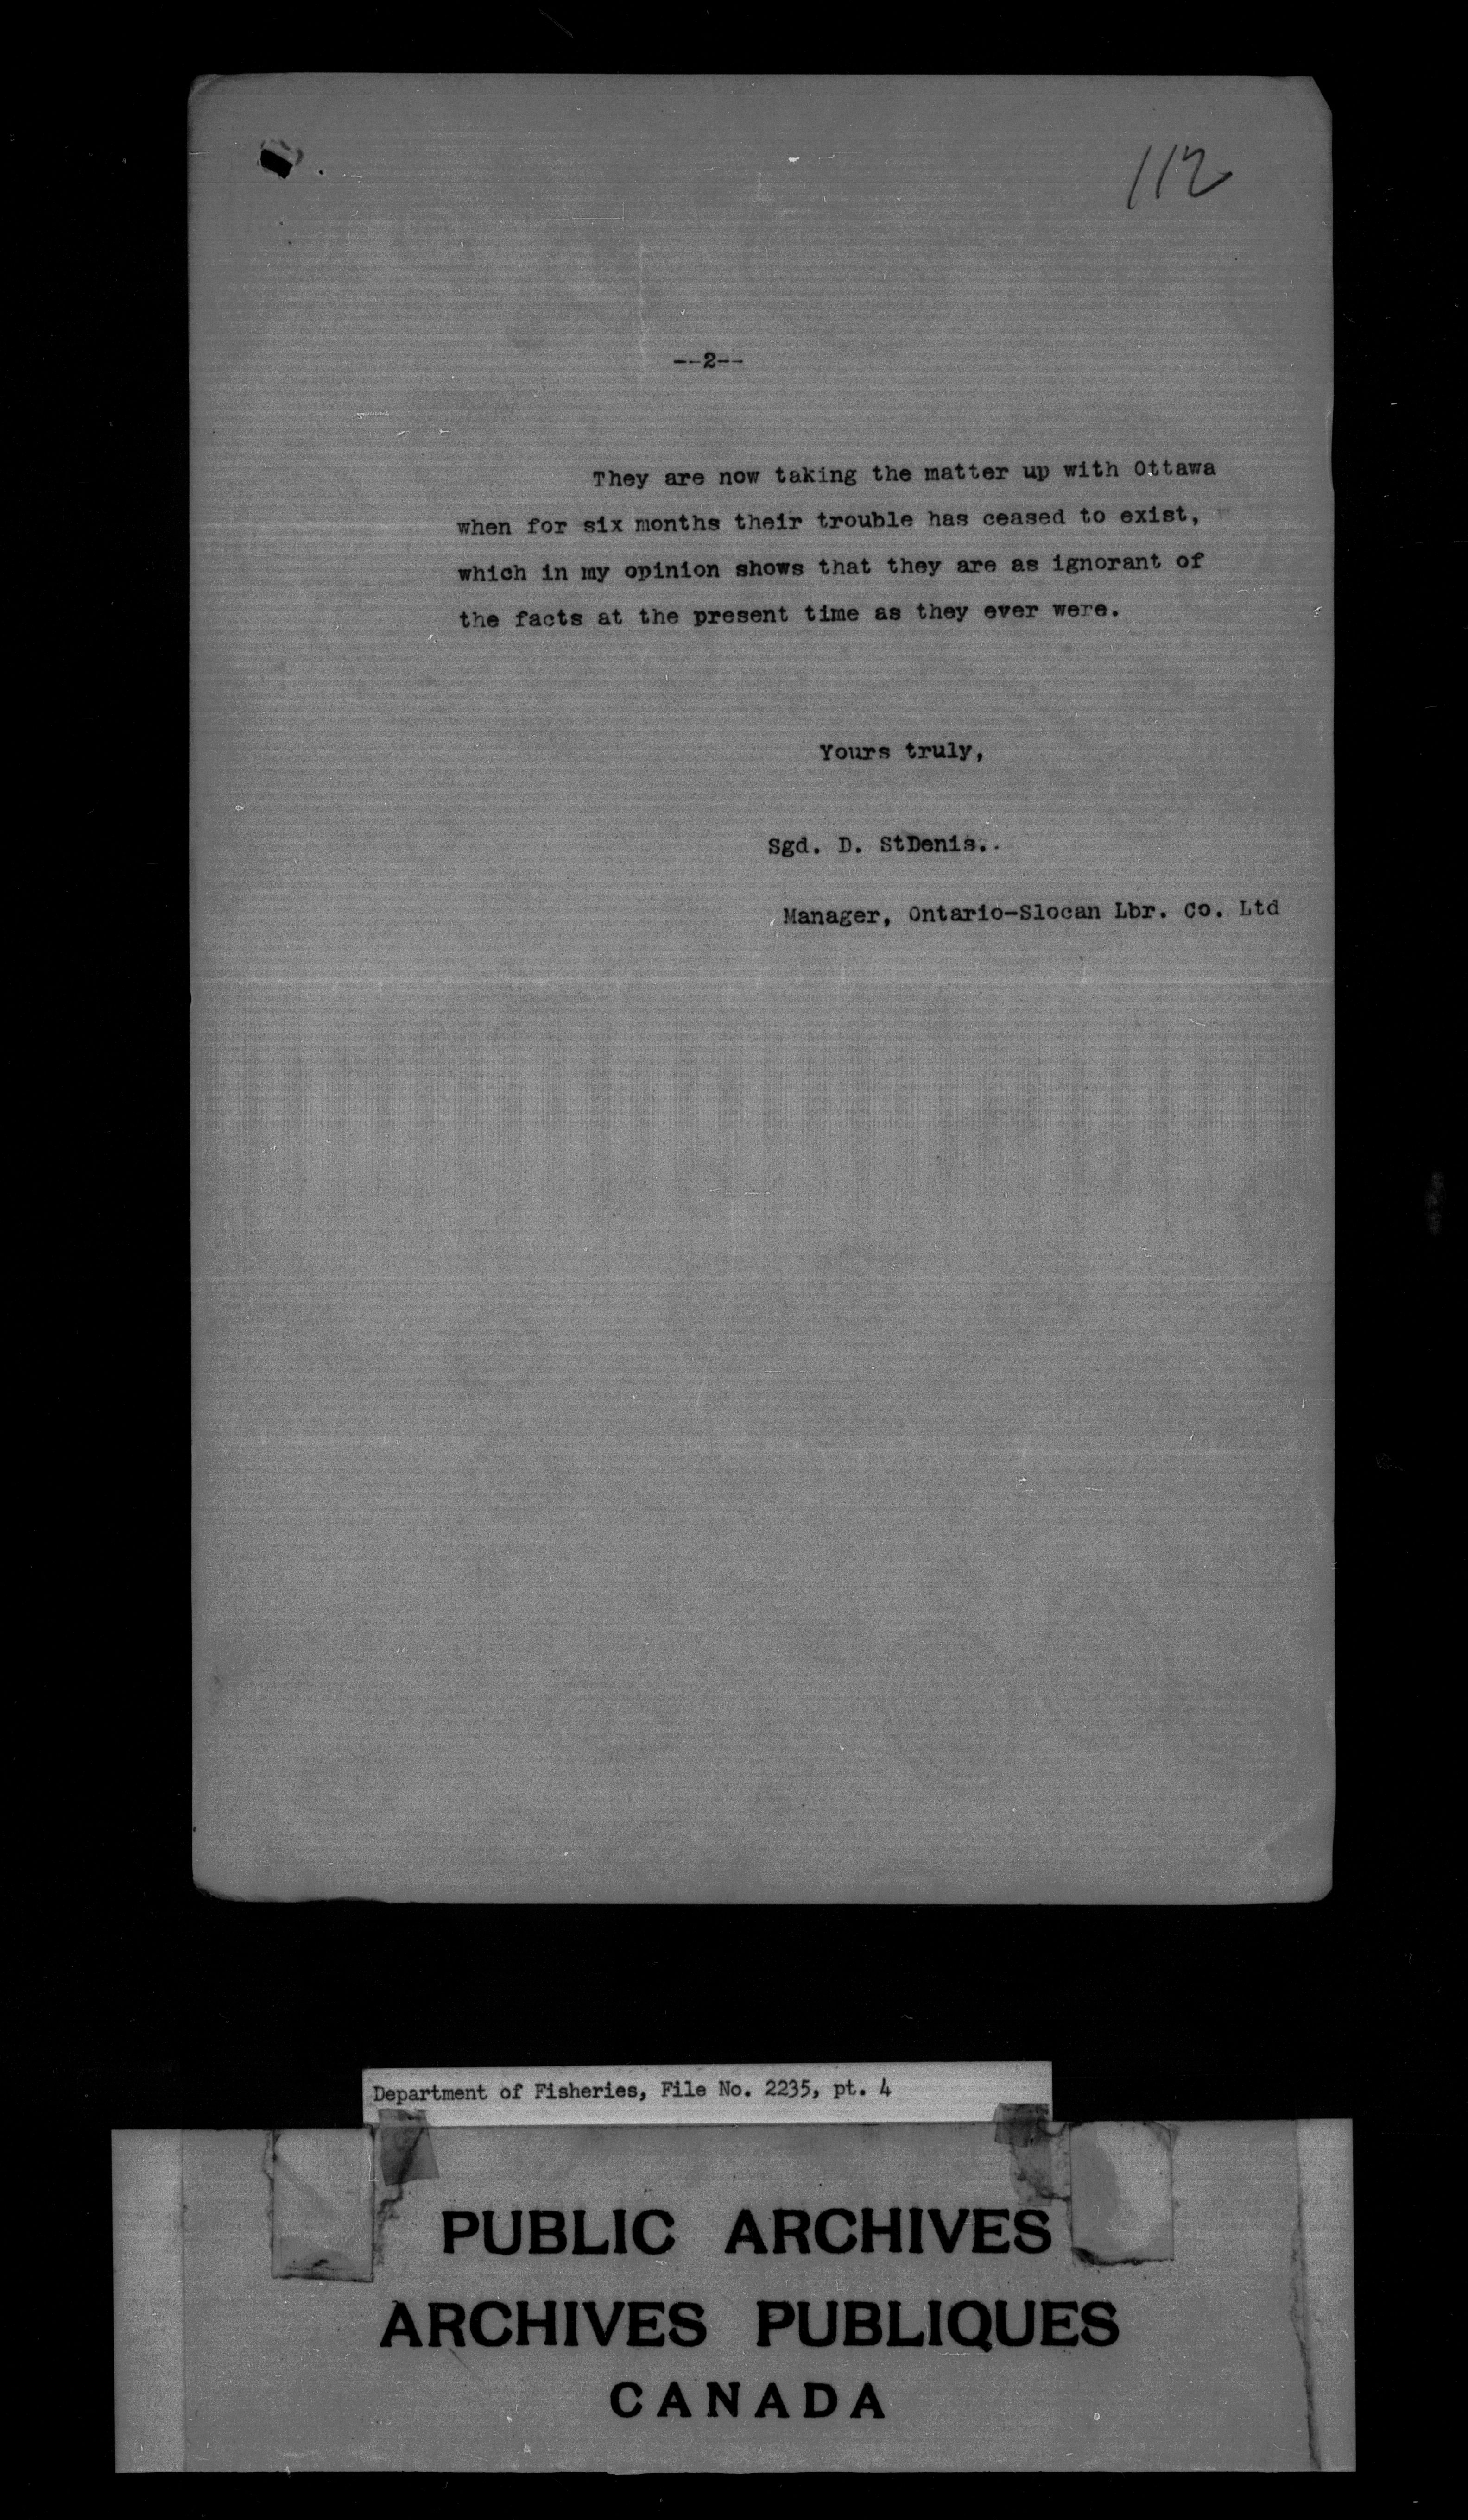 112
--2--
They are now taking the matter up with Ottawa
when for six months their trouble has ceased to exist,
which in my opinion shows that they are as ignorant of
the facts at the present time as they ever were.
Yours truly,
Sgd. D. StDenis..
Manager, Ontario-Slocan Lbr. Co. Ltd
Department of Fisheries, File No. 2235, pt. 4
PUBLIC ARCHIVES
ARCHIVES PUBLIQUES
CANADA